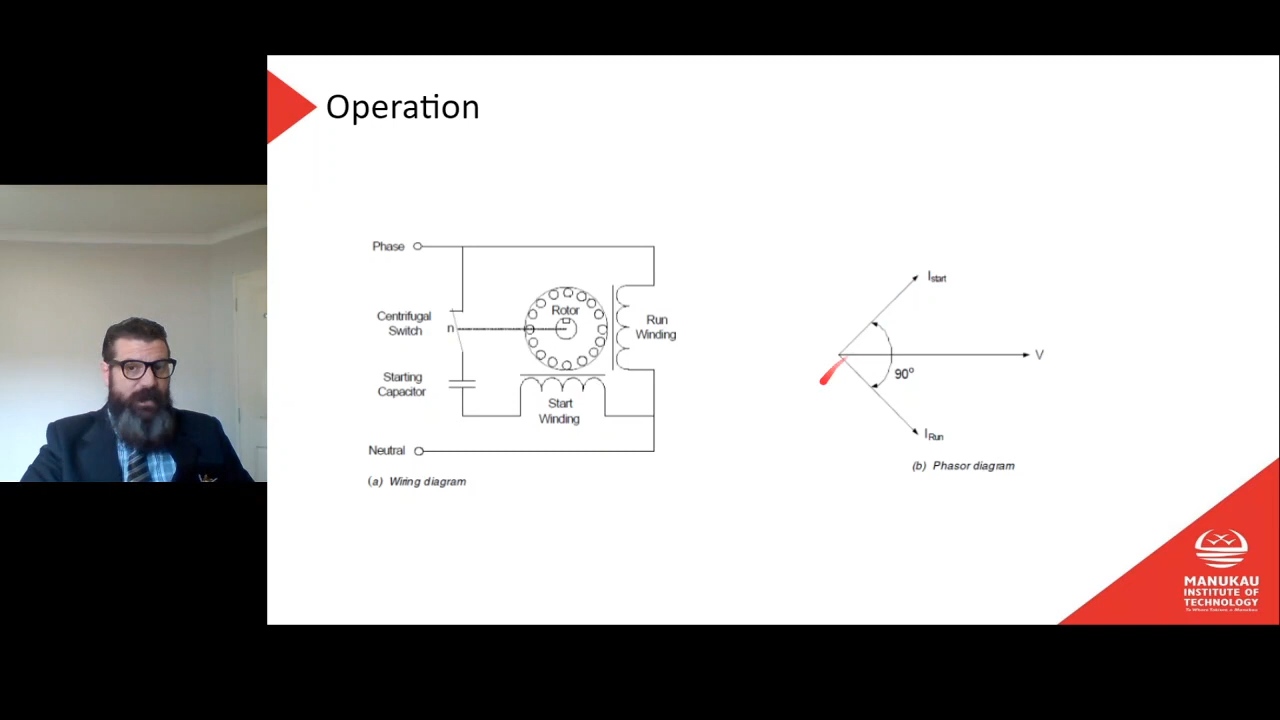 Operation
Phase
Centrifugal
Switch
n
Rotor
Run
Winding
Starting
Capacitor
Start
Winding
Neutral
(a) Wiring diagram
Istart
V
90°
IRun
(b) Phasor diagram
MANUKAU
INSTITUTE OF
TECHNOLOGY